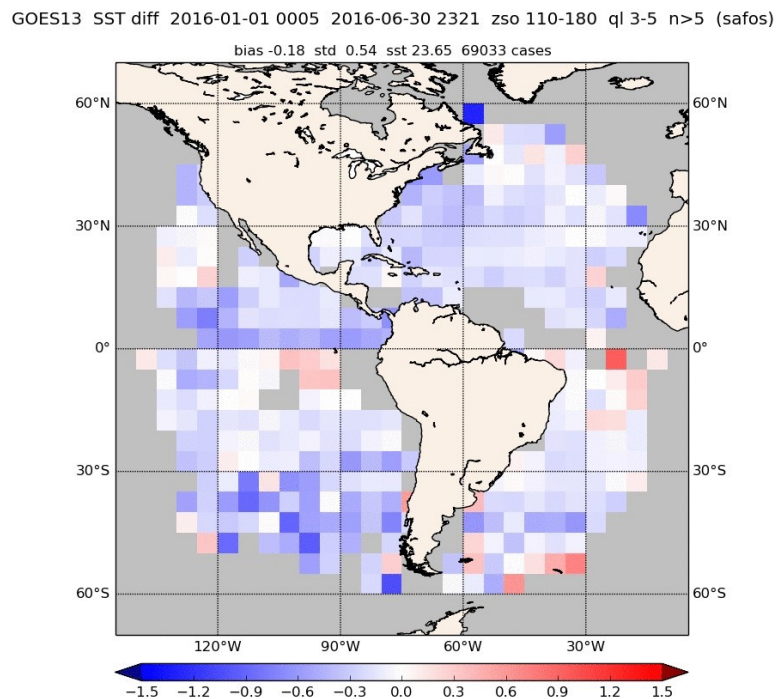 GOES13 SST diff 2016-01-01 0005 2016-06-30 2321 zso 110-180 ql 3-5 n>5 (safos)
bias -0.18 std 0.54 sst 23.65 69033 cases
60°N 60°N
30°N 30°N
0° 0°
30°S 30°S
60°S 60°S
120°W 90°W 60°W 30°W
−1.5 −1.2 −0.9 −0.6 −0.3 0.0 0.3 0.6 0.9 1.2 1.5